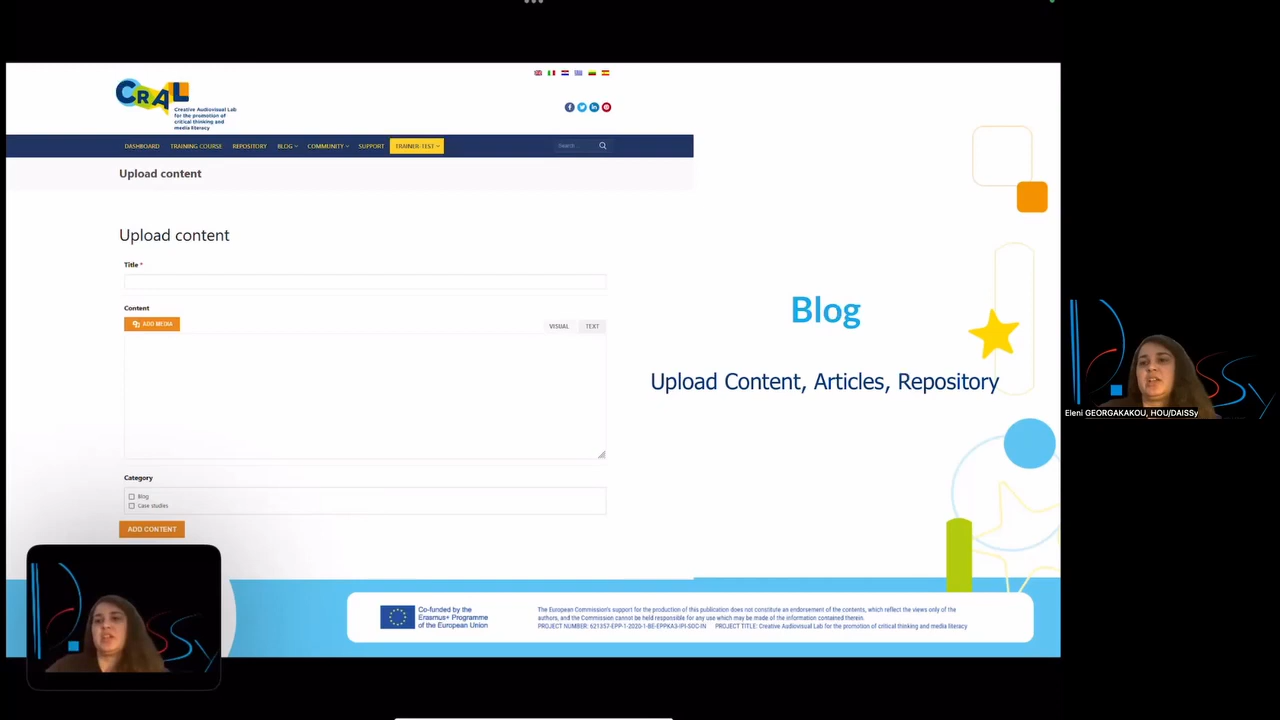 CRAL
Creative Audiovisual Lab
for the promotion of
critical thinking and
media literacy
DASHBOARD TRAINING COURSE REPOSITORY BLOG COMMUNITY SUPPORT TRAINER-TEST Search...
Upload content
Upload content
Title *
Content
ADD MEDIA
VISUAL TEXT
Category
Blog
Case studies
ADD CONTENT
Blog
Upload Content, Articles, Repository
Eleni GEORGAKAKOU, HOU/DAISSy
Co-funded by the
Erasmus+ Programme
of the European Union
The European Commission's support for the production of this publication does not constitute an endorsement of the contents, which reflect the views only of the
authors, and the Commission cannot be held responsible for any use which may be made of the information contained therein.
PROJECT NUMBER: 621357-EPP-1-2020-1-BE-EPPKA3-IPI-SOC-IN PROJECT TITLE: Creative Audiovisual Lab for the promotion of critical thinking and media literacy